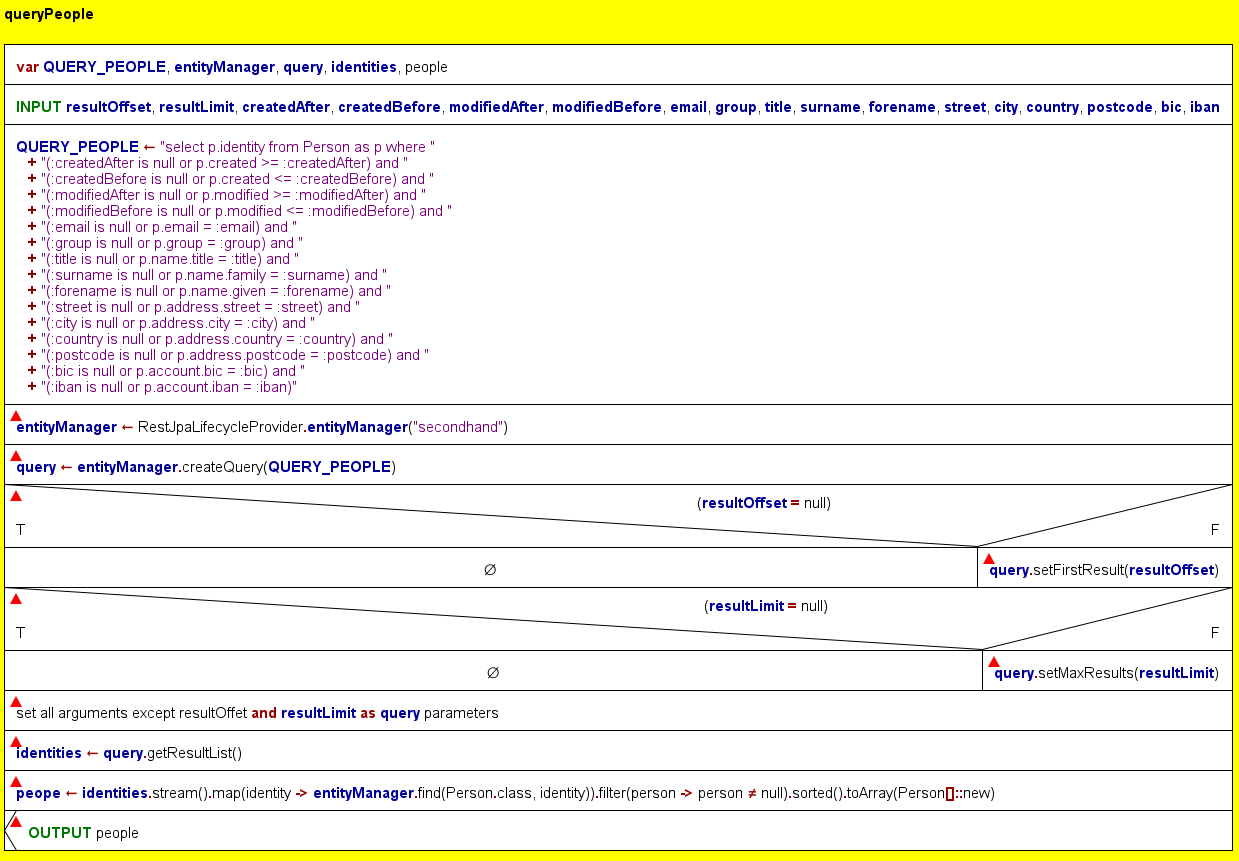 queryPeople
var QUERY_PEOPLE, entityManager, query, identities, people
INPUT resultOffset, resultLimit, createdAfter, createdBefore, modifiedAfter, modifiedBefore, email, group, title, surname, forename, street, city, country, postcode, bic, iban
QUERY_PEOPLE ← "select p.identity from Person as p where "
+ "(:createdAfter is null or p.created >= :createdAfter) and "
+ "(:createdBefore is null or p.created <= :createdBefore) and "
+ "(:modifiedAfter is null or p.modified >= :modifiedAfter) and "
+ "(:modifiedBefore is null or p.modified <= :modifiedBefore) and "
+ "(:email is null or p.email = :email) and "
+ "(:group is null or p.group = :group) and "
+ "(:title is null or p.name.title = :title) and "
+ "(:surname is null or p.name.family = :surname) and "
+ "(:forename is null or p.name.given = :forename) and "
+ "(:street is null or p.address.street = :street) and "
+ "(:city is null or p.address.city = :city) and "
+ "(:country is null or p.address.country = :country) and "
+ "(:postcode is null or p.address.postcode = :postcode) and "
+ "(:bic is null or p.account.bic = :bic) and "
+ "(:iban is null or p.account.iban = :iban)"
entityManager ← RestJpaLifecycleProvider.entityManager("secondhand")
query ← entityManager.createQuery(QUERY_PEOPLE)
(resultOffset = null)
T F
∅ query.setFirstResult(resultOffset)
(resultLimit = null)
T F
∅ query.setMaxResults(resultLimit)
set all arguments except resultOffet and resultLimit as query parameters
identities ← query.getResultList()
peope ← identities.stream().map(identity -> entityManager.find(Person.class, identity)).filter(person -> person ≠ null).sorted().toArray(Person[]::new)
OUTPUT people